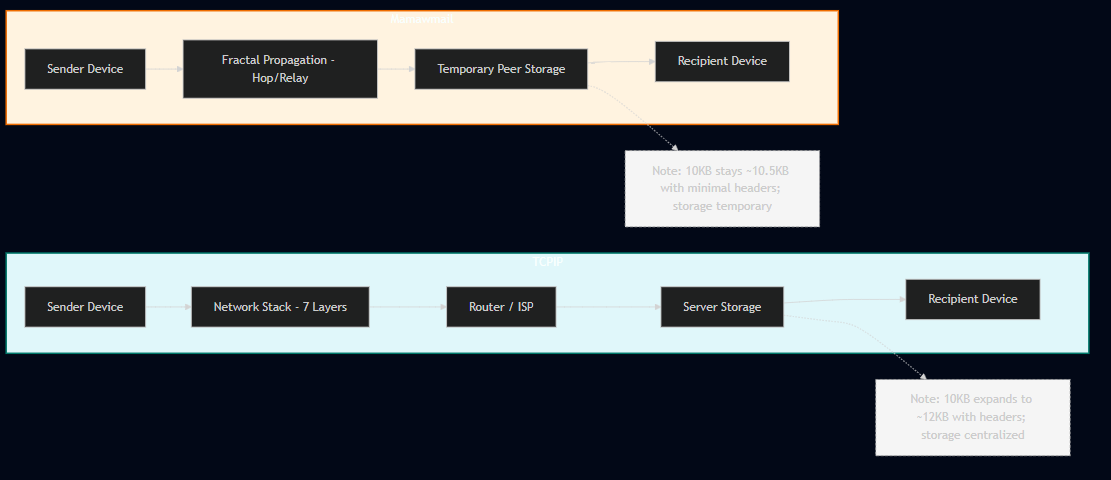 Sender Device
Fractal Propagation -
Hop/Relay
Temporary Peer Storage
Recipient Device
Note: 10KB stays ~10.5KB
with minimal headers;
storage temporary
TCPIP
Sender Device
Network Stack - 7 Layers
Router / ISP
Server Storage
Recipient Device
Note: 10KB expands to
~12KB with headers;
storage centralized